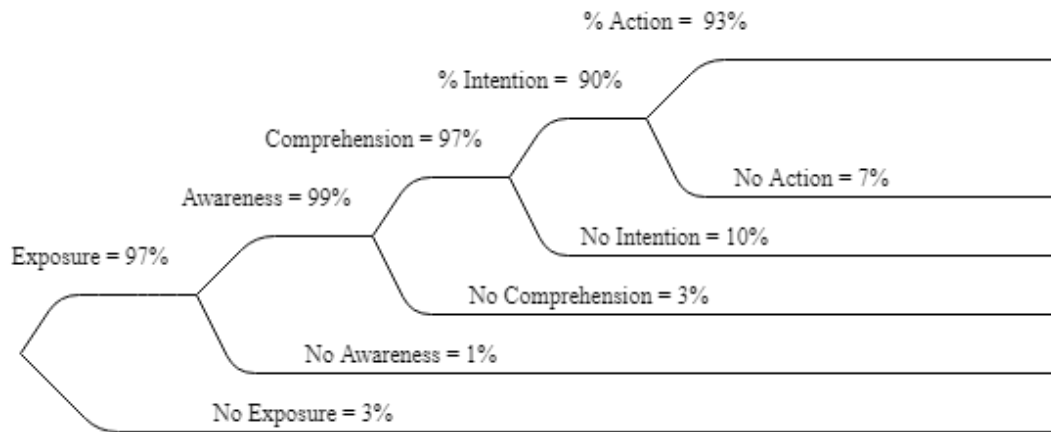 % Action =  93%
% Intention =  90%
Comprehension = 97%
No Action = 7%
Awareness = 99%
No Intention = 10%
Exposure = 97%
No Comprehension = 3%
No Awareness = 1%
No Exposure = 3%